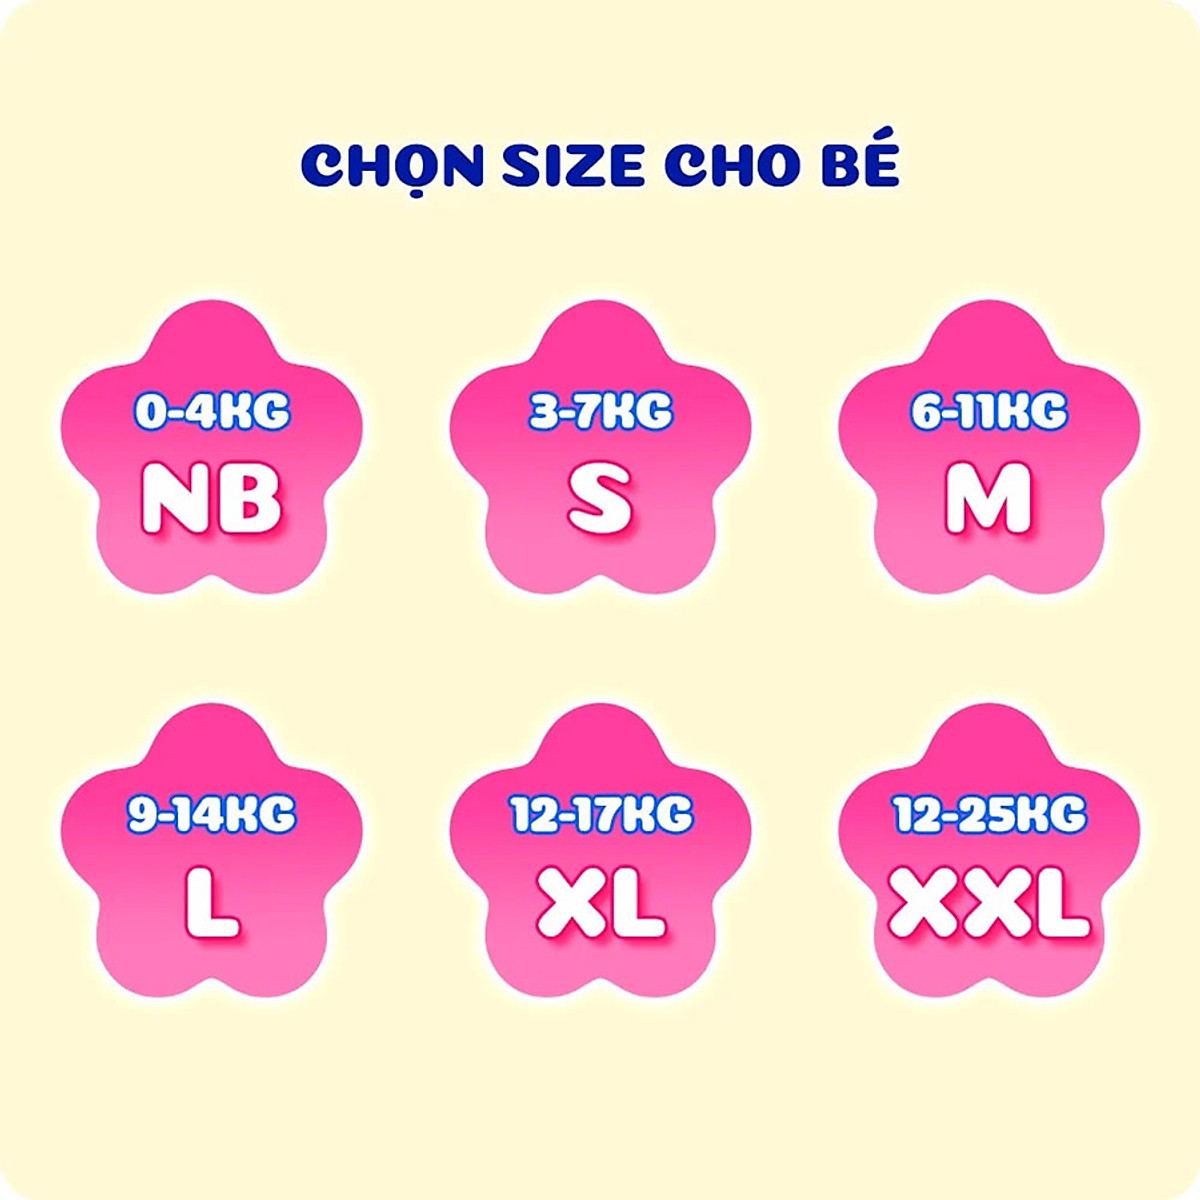 CHỌN SIZE CHO BÉ
0-4KG
NB
3-7KG
S
6-11KG
M
9-14KG
L
12-17KG
XL
12-25KG
XXL